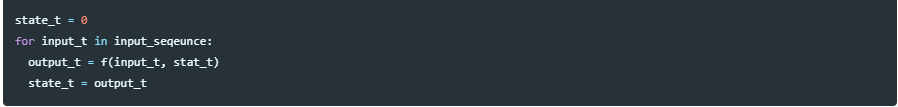 state_t = 0
for input_t in input_seqeunce:
  output_t = f(input_t, stat_t)
  state_t = output_t